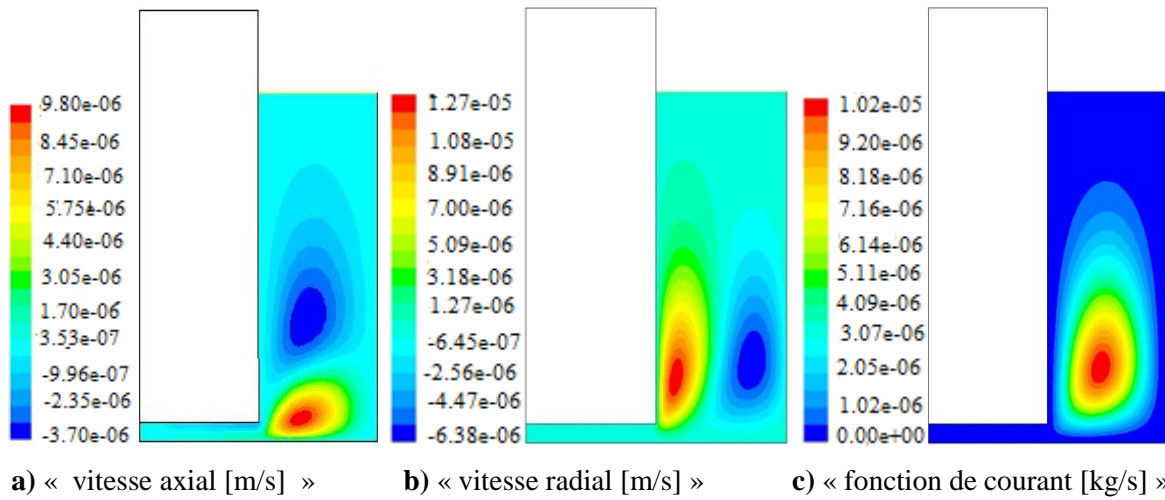 9.80e-06
8.45e-06
7.10e-06
5.75e-06
4.40e-06
3.05e-06
1.70e-06
3.53e-07
-9.96e-07
-2.35e-06
-3.70e-06
1.27e-05
1.08e-05
8.91e-06
7.00e-06
5.09e-06
3.18e-06
1.27e-06
-6.45e-07
-2.56e-06
-4.47e-06
-6.38e-06
1.02e-05
9.20e-06
8.18e-06
7.16e-06
6.14e-06
5.11e-06
4.09e-06
3.07e-06
2.05e-06
1.02e-06
0.00e+00
a) « vitesse axial [m/s] »
b) « vitesse radial [m/s] »
c) « fonction de courant [kg/s] »